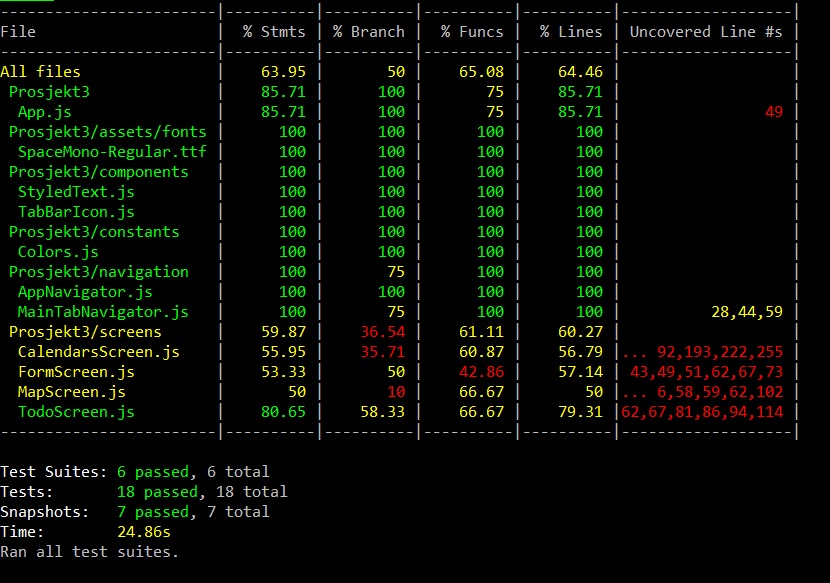 ------------------------|----------|----------|----------|----------|-------------------|
File                    |  % Stmts | % Branch |  % Funcs |  % Lines | Uncovered Line #s |
------------------------|----------|----------|----------|----------|-------------------|
All files               |    63.95 |       50 |    65.08 |    64.46 |                   |
 Prosjekt3              |    85.71 |      100 |       75 |    85.71 |                   |
  App.js                |    85.71 |      100 |       75 |    85.71 |                49 |
 Prosjekt3/assets/fonts |      100 |      100 |      100 |      100 |                   |
  SpaceMono-Regular.ttf |      100 |      100 |      100 |      100 |                   |
 Prosjekt3/components   |      100 |      100 |      100 |      100 |                   |
  StyledText.js         |      100 |      100 |      100 |      100 |                   |
  TabBarIcon.js         |      100 |      100 |      100 |      100 |                   |
 Prosjekt3/constants    |      100 |      100 |      100 |      100 |                   |
  Colors.js             |      100 |      100 |      100 |      100 |                   |
 Prosjekt3/navigation   |      100 |       75 |      100 |      100 |                   |
  AppNavigator.js       |      100 |      100 |      100 |      100 |                   |
  MainTabNavigator.js   |      100 |       75 |      100 |      100 |          28,44,59 |
 Prosjekt3/screens      |    59.87 |    36.54 |    61.11 |    60.27 |                   |
  CalendarsScreen.js    |    55.95 |    35.71 |    60.87 |    56.79 |... 92,193,222,255 |
  FormScreen.js         |    53.33 |       50 |    42.86 |    57.14 | 43,49,51,62,67,73 |
  MapScreen.js          |       50 |       10 |    66.67 |       50 |... 6,58,59,62,102 |
  TodoScreen.js         |    80.65 |    58.33 |    66.67 |    79.31 |62,67,81,86,94,114 |
------------------------|----------|----------|----------|----------|-------------------|
Test Suites: 6 passed, 6 total
Tests:       18 passed, 18 total
Snapshots:   7 passed, 7 total
Time:        24.86s
Ran all test suites.